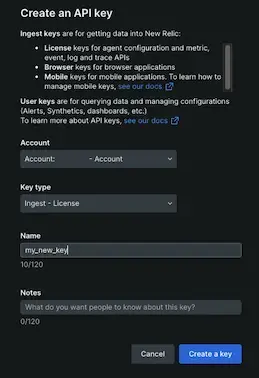 Create an API key
Ingest keys are for getting data into New Relic:
• License keys for agent configuration and metric,
event, log and trace APIs
• Browser keys for browser applications
• Mobile keys for mobile applications. To learn how to
manage mobile keys, see our docs
User keys are for querying data and managing configurations
(Alerts, Synthetics, dashboards, etc.)
To learn more about API keys, see our docs
Account
Account: - Account
Key type
Ingest - License
Name
my_new_key
10/120
Notes
What do you want people to know about this key?
0/120
Cancel
Create a key